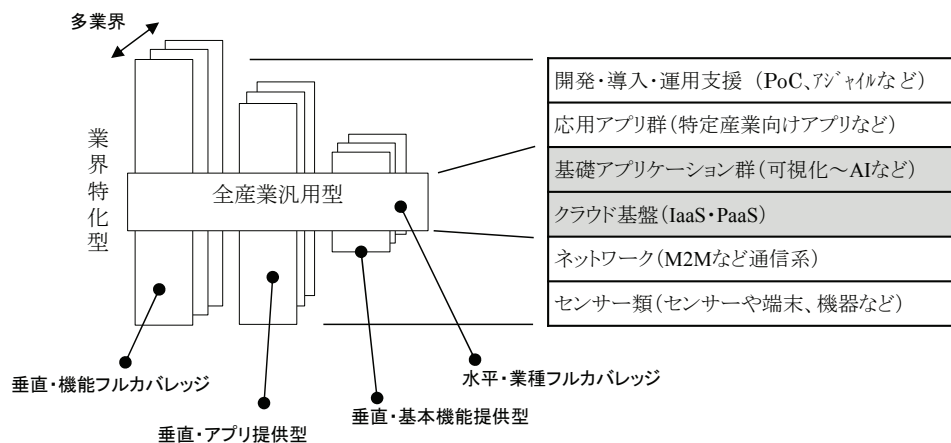 多業界
業界特化型
全産業汎用型
開発・導入・運用支援 (PoC、ｱｼﾞｬｲﾙなど)
応用アプリ群(特定産業向けアプリなど)
基礎アプリケーション群(可視化～AIなど)
クラウド基盤(IaaS・PaaS)
ネットワーク(M2Mなど通信系)
センサー類(センサーや端末、機器など)
垂直・機能フルカバレッジ
水平・業種フルカバレッジ
垂直・アプリ提供型
垂直・基本機能提供型